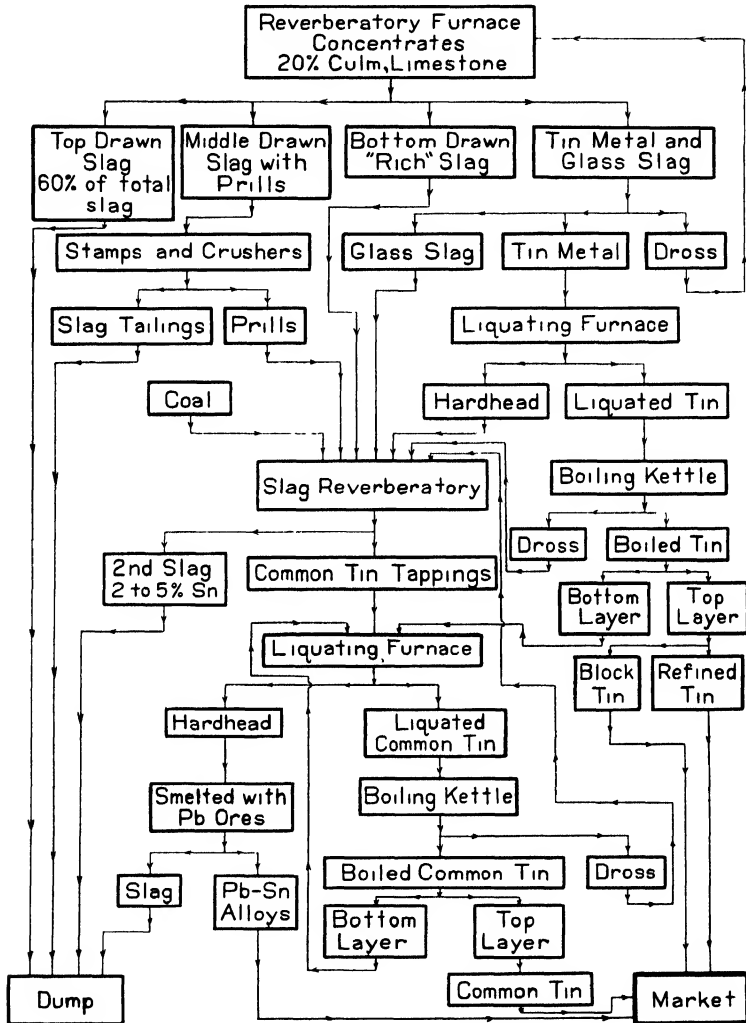 Reverberatory Furnace
Concentrates
20% Culm, Limestone
Top Drawn
Slag
60% of total
slag
Middle Drawn
Slag with
Prills
Bottom Drawn
"Rich" Slag
Tin Metal and
Glass Slag
Stamps and Crushers
Glass Slag
Tin Metal
Dross
Slag Tailings
Prills
Liquating Furnace
Coal
Hardhead
Liquated Tin
Slag Reverberatory
Boiling Kettle
2nd Slag
2 to 5% Sn
Common Tin Tappings
Dross
Boiled Tin
Bottom
Layer
Top
Layer
Liquating Furnace
Block
Tin
Refined
Tin
Hardhead
Liquated
Common Tin
Smelted with
Pb Ores
Boiling Kettle
Slag
Pb-Sn
Alloys
Boiled Common Tin
Dross
Bottom
Layer
Top
Layer
Common Tin
Dump
Market